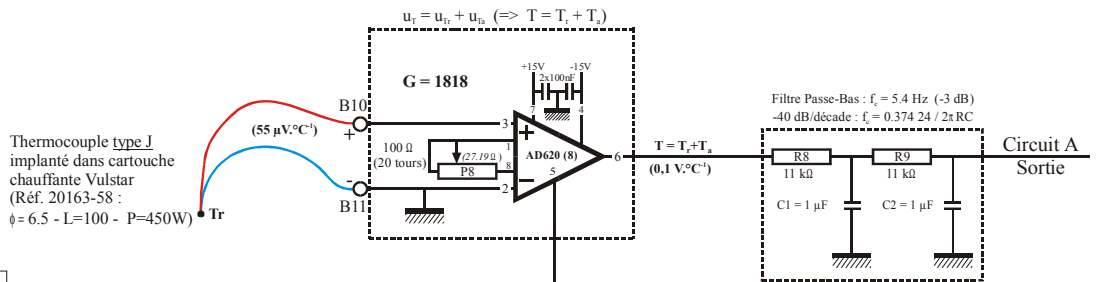 u_T = u_Tr + u_Ta (=> T = T_r + T_a)
G = 1818
+15V
-15V
2x100nF
7
4
B10
+
(55 µV.°C⁻¹)
Thermocouple type J
implanté dans cartouche
chauffante Vulstar
(Réf. 20163-58 :
ϕ = 6.5 - L=100 - P=450W)
Tr
-
B11
100 Ω
(20 tours)
(27.19 Ω)
P8
3
1
8
2
+
−
AD620 (8)
5
6
T = T_r+T_a
(0,1 V.°C⁻¹)
Filtre Passe-Bas : f_c = 5.4 Hz (-3 dB)
-40 dB/décade : f_c = 0.374 24 / 2π RC
R8
11 kΩ
R9
11 kΩ
C1 = 1 µF
C2 = 1 µF
Circuit A
Sortie